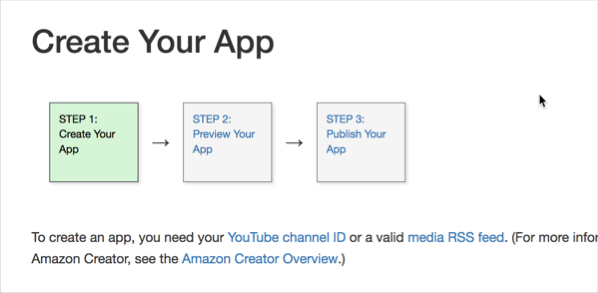 Create Your App
STEP 1:
Create Your
App
→
STEP 2:
Preview Your
App
→
STEP 3:
Publish Your
App
To create an app, you need your YouTube channel ID or a valid media RSS feed. (For more
Amazon Creator, see the Amazon Creator Overview.)